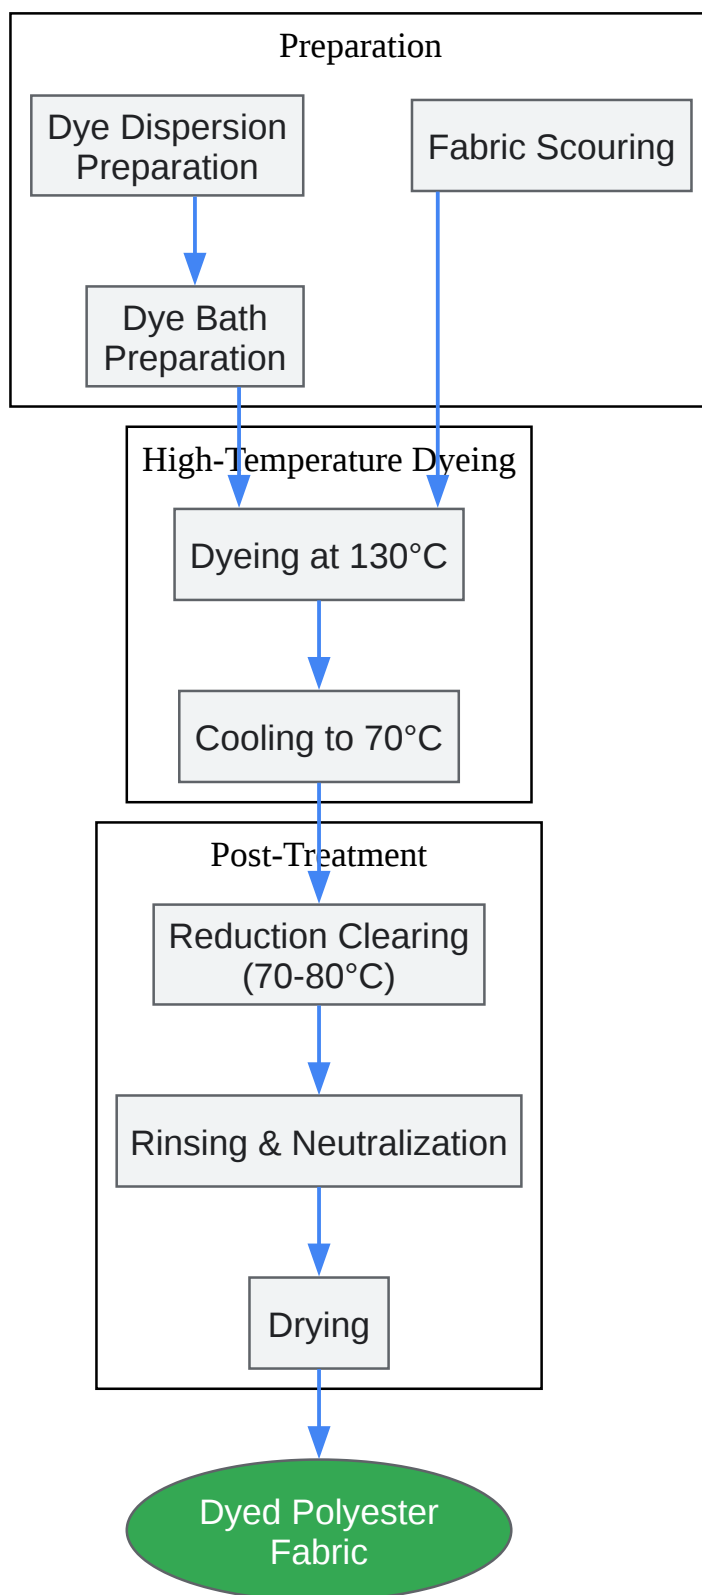 Preparation
Dye Dispersion
Preparation
Fabric Scouring
Dye Bath
Preparation
High-Temperature Dyeing
Dyeing at 130°C
Cooling to 70°C
Post-Treatment
Reduction Clearing
(70-80°C)
Rinsing & Neutralization
Drying
Dyed Polyester
Fabric